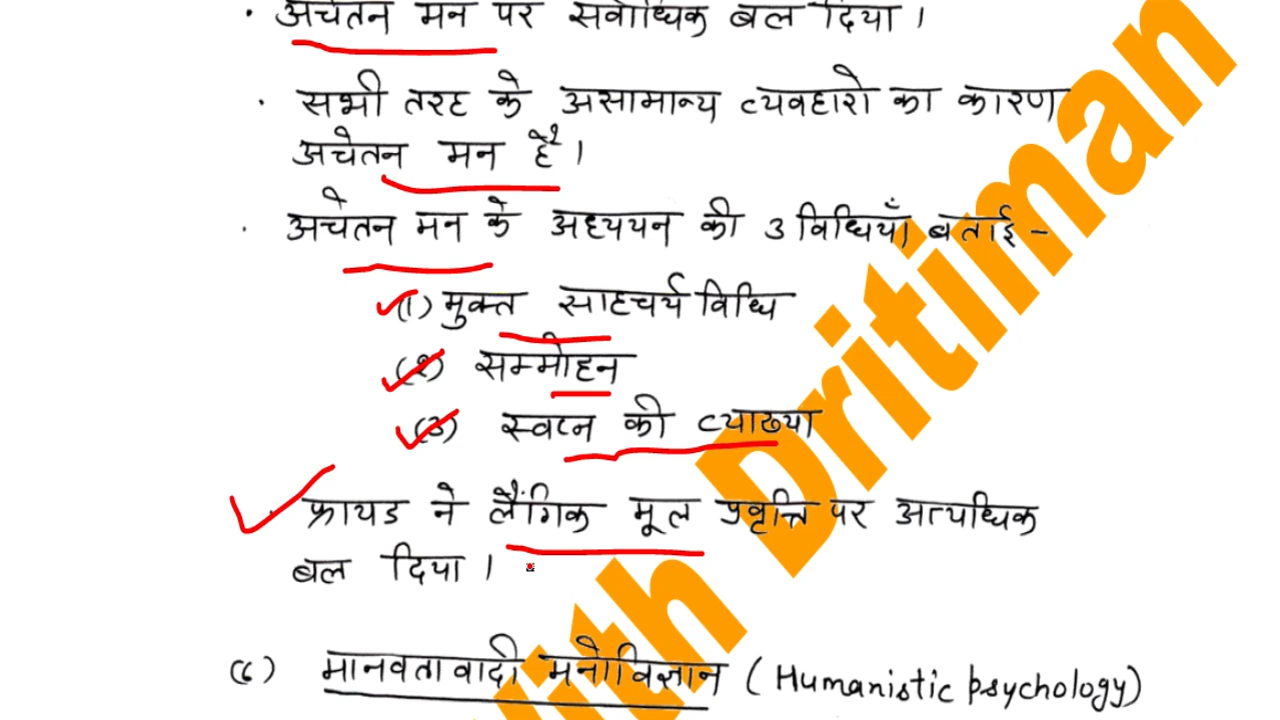 · अचेतन मन पर सर्वाधिक बल दिया।
· सभी तरह के असामान्य व्यवहारो का कारण
अचेतन मन है।
· अचेतन मन के अध्ययन की 3 विधियाँ बताई -
(1) मुक्त साहचर्य विधि
(2) सम्मोहन
(3) स्वप्न की व्याख्या
· फ्रायड ने लैंगिक मूल प्रवृत्ति पर अत्यधिक
बल दिया।
(6) मानवतावादी मनोविज्ञान (Humanistic psychology)
With Dritiman